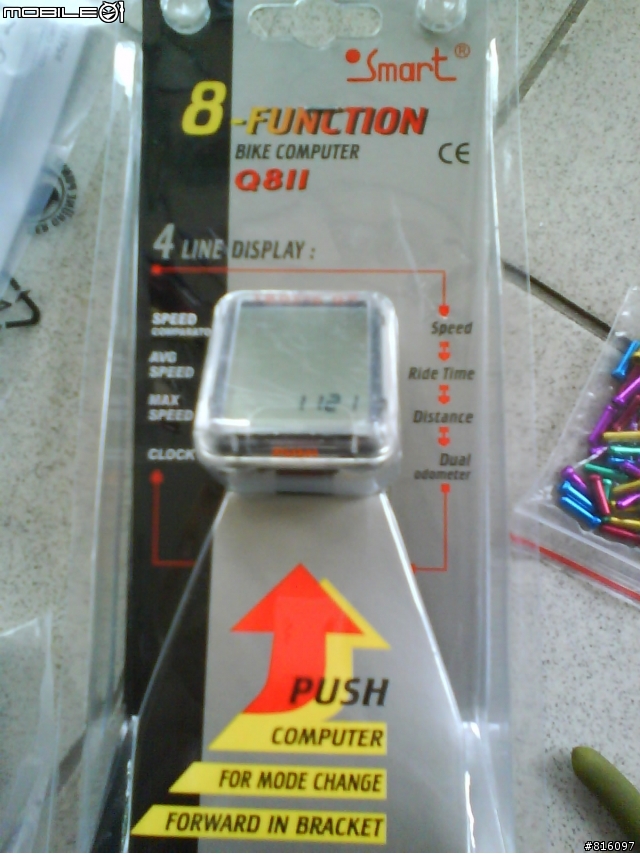 MOBILE01
Smart®
8-FUNCTION
BIKE COMPUTER
CE
Q811
4 LINE DISPLAY:
SPEED
AVG
SPEED
MAX
SPEED
CLOCK
1121
Speed
Ride Time
Distance
Dual
odometer
PUSH
COMPUTER
FOR MODE CHANGE
FORWARD IN BRACKET
#816097